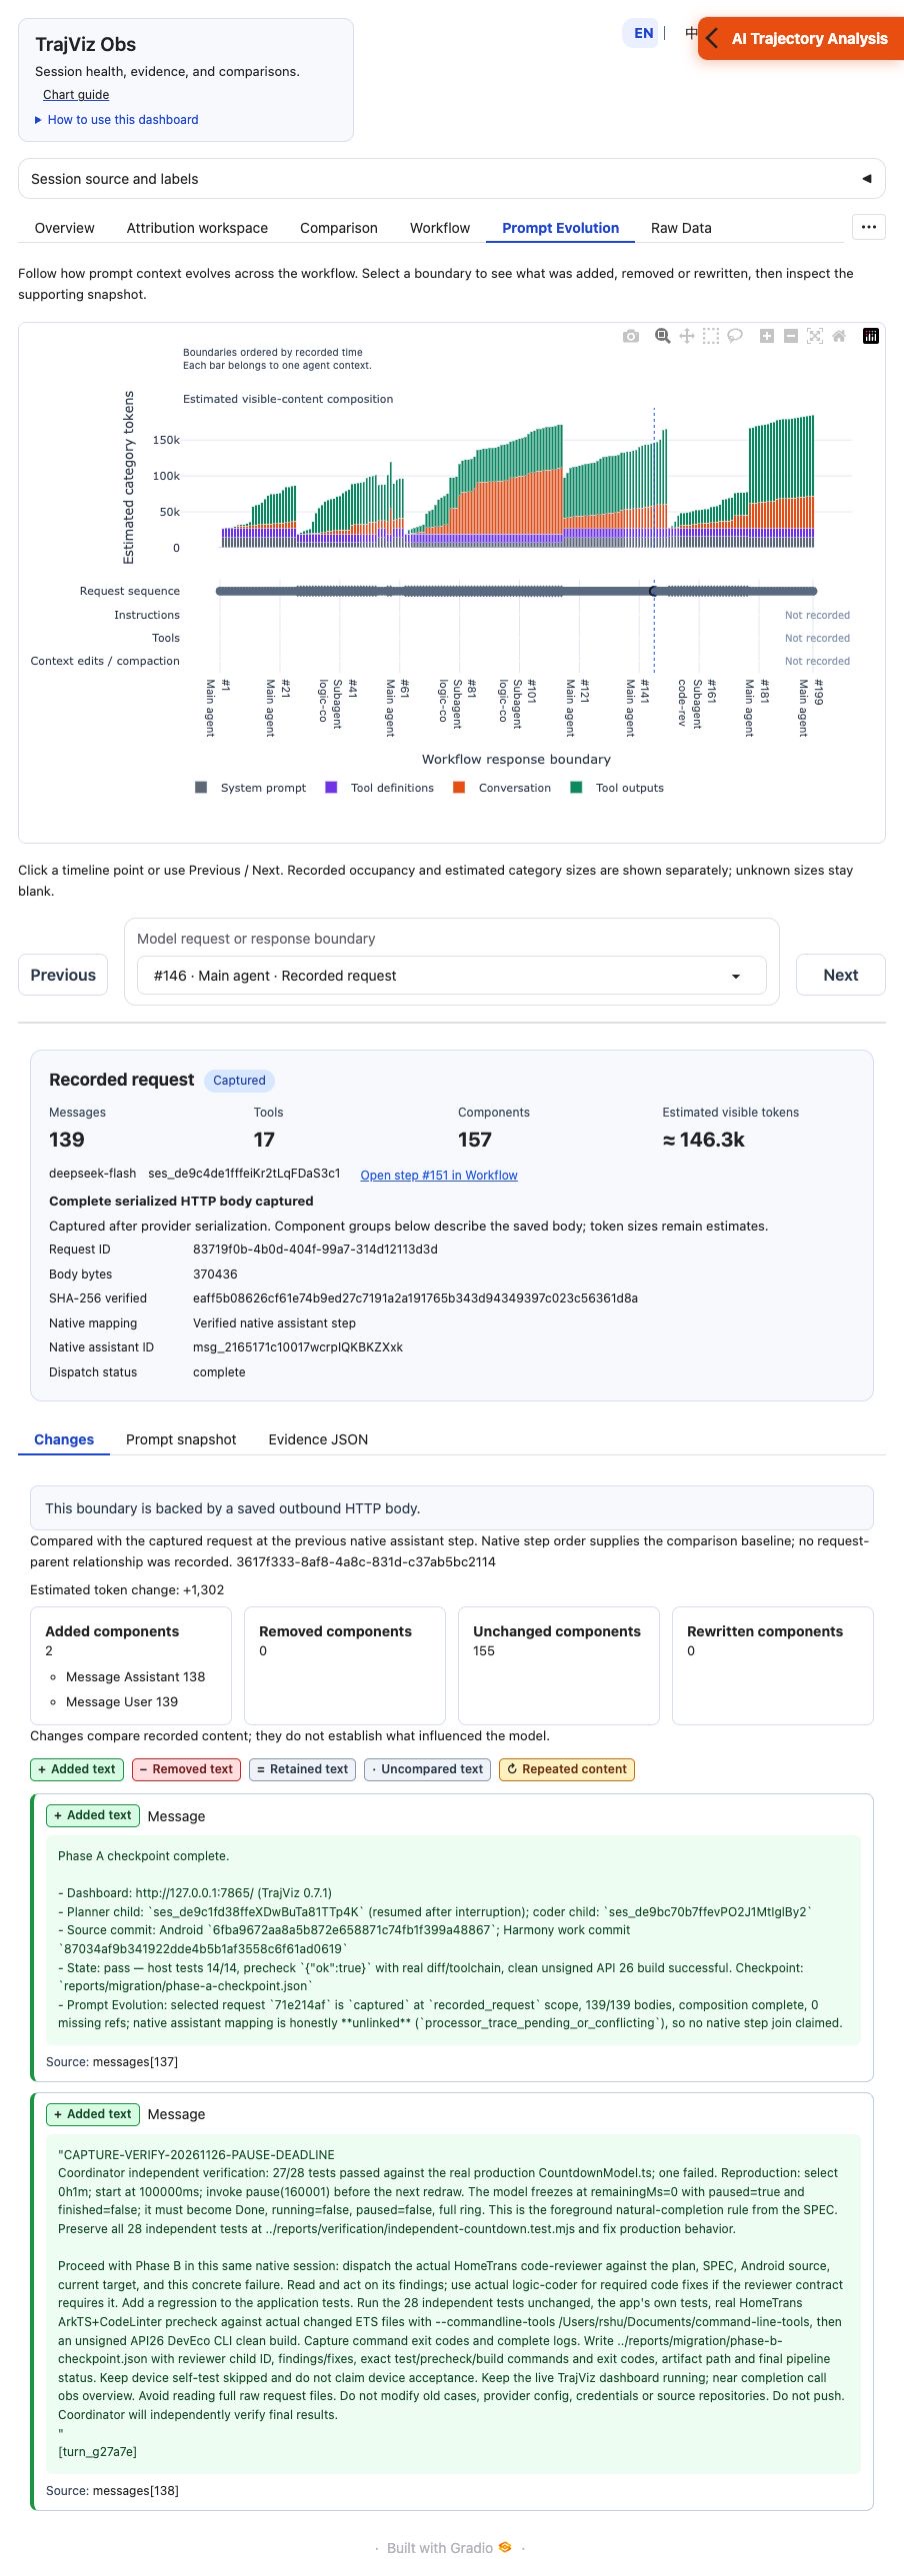 TrajViz Obs
Session health, evidence, and comparisons.
Chart guide
How to use this dashboard
EN | 中
AI Trajectory Analysis
Session source and labels
Overview
Attribution workspace
Comparison
Workflow
Prompt Evolution
Raw Data
Follow how prompt context evolves across the workflow. Select a boundary to see what was added, removed or rewritten, then inspect the
supporting snapshot.
Boundaries ordered by recorded time
Each bar belongs to one agent context.
Estimated visible-content composition
Estimated category tokens
150k
100k
50k
0
Request sequence
Instructions
Not recorded
Tools
Not recorded
Context edits / compaction
Not recorded
#1
Main agent
#21
Main agent
#41
Subagent
logic-co
#61
Main agent
#81
Subagent
logic-co
#101
Subagent
logic-co
#121
Main agent
#141
Main agent
#161
Subagent
code-rev
#181
Main agent
#199
Main agent
Workflow response boundary
System prompt
Tool definitions
Conversation
Tool outputs
Click a timeline point or use Previous / Next. Recorded occupancy and estimated category sizes are shown separately; unknown sizes stay
blank.
Previous
Model request or response boundary
#146 · Main agent · Recorded request
Next
Recorded request Captured
Messages
Tools
Components
Estimated visible tokens
139
17
157
≈ 146.3k
deepseek-flash ses_de9c4de1fffeiKr2tLqFDaS3c1 Open step #151 in Workflow
Complete serialized HTTP body captured
Captured after provider serialization. Component groups below describe the saved body; token sizes remain estimates.
Request ID 83719f0b-4b0d-404f-99a7-314d12113d3d
Body bytes 370436
SHA-256 verified eaff5b08626cf61e74b9ed27c7191a2a191765b343d94349397c023c56361d8a
Native mapping Verified native assistant step
Native assistant ID msg_2165171c10017wcrpIQKBKZXxk
Dispatch status complete
Changes
Prompt snapshot
Evidence JSON
This boundary is backed by a saved outbound HTTP body.
Compared with the captured request at the previous native assistant step. Native step order supplies the comparison baseline; no request-
parent relationship was recorded. 3617f333-8af8-4a8c-831d-c37ab5bc2114
Estimated token change: +1,302
Added components
2
Message Assistant 138
Message User 139
Removed components
0
Unchanged components
155
Rewritten components
0
Changes compare recorded content; they do not establish what influenced the model.
+ Added text
− Removed text
= Retained text
· Uncompared text
↻ Repeated content
+ Added text Message
Phase A checkpoint complete.
- Dashboard: http://127.0.0.1:7865/ (TrajViz 0.7.1)
- Planner child: `ses_de9c1fd38ffeXDwBuTa81TTp4K` (resumed after interruption); coder child: `ses_de9bc70b7ffevPO2J1MtlglBy2`
- Source commit: Android `6fba9672aa8a5b872e658871c74fb1f399a48867`; Harmony work commit
`87034af9b341922dde4b5b1af3558c6f61ad0619`
- State: pass — host tests 14/14, precheck `{"ok":true}` with real diff/toolchain, clean unsigned API 26 build successful. Checkpoint:
`reports/migration/phase-a-checkpoint.json`
- Prompt Evolution: selected request `71e214af` is `captured` at `recorded_request` scope, 139/139 bodies, composition complete, 0
missing refs; native assistant mapping is honestly **unlinked** (`processor_trace_pending_or_conflicting`), so no native step join claimed.
Source: messages[137]
+ Added text Message
"CAPTURE-VERIFY-20261126-PAUSE-DEADLINE
Coordinator independent verification: 27/28 tests passed against the real production CountdownModel.ts; one failed. Reproduction: select
0h1m; start at 100000ms; invoke pause(160001) before the next redraw. The model freezes at remainingMs=0 with paused=true and
finished=false; it must become Done, running=false, paused=false, full ring. This is the foreground natural-completion rule from the SPEC.
Preserve all 28 independent tests at ../reports/verification/independent-countdown.test.mjs and fix production behavior.
Proceed with Phase B in this same native session: dispatch the actual HomeTrans code-reviewer against the plan, SPEC, Android source,
current target, and this concrete failure. Read and act on its findings; use actual logic-coder for required code fixes if the reviewer contract
requires it. Add a regression to the application tests. Run the 28 independent tests unchanged, the app's own tests, real HomeTrans
ArkTS+CodeLinter precheck against actual changed ETS files with --commandline-tools /Users/rshu/Documents/command-line-tools, then
an unsigned API26 DevEco CLI clean build. Capture command exit codes and complete logs. Write ../reports/migration/phase-b-
checkpoint.json with reviewer child ID, findings/fixes, exact test/precheck/build commands and exit codes, artifact path and final pipeline
status. Keep device self-test skipped and do not claim device acceptance. Keep the live TrajViz dashboard running; near completion call
obs overview. Avoid reading full raw request files. Do not modify old cases, provider config, credentials or source repositories. Do not push.
Coordinator will independently verify final results.
"
[turn_g27a7e]
Source: messages[138]
· Built with Gradio ·